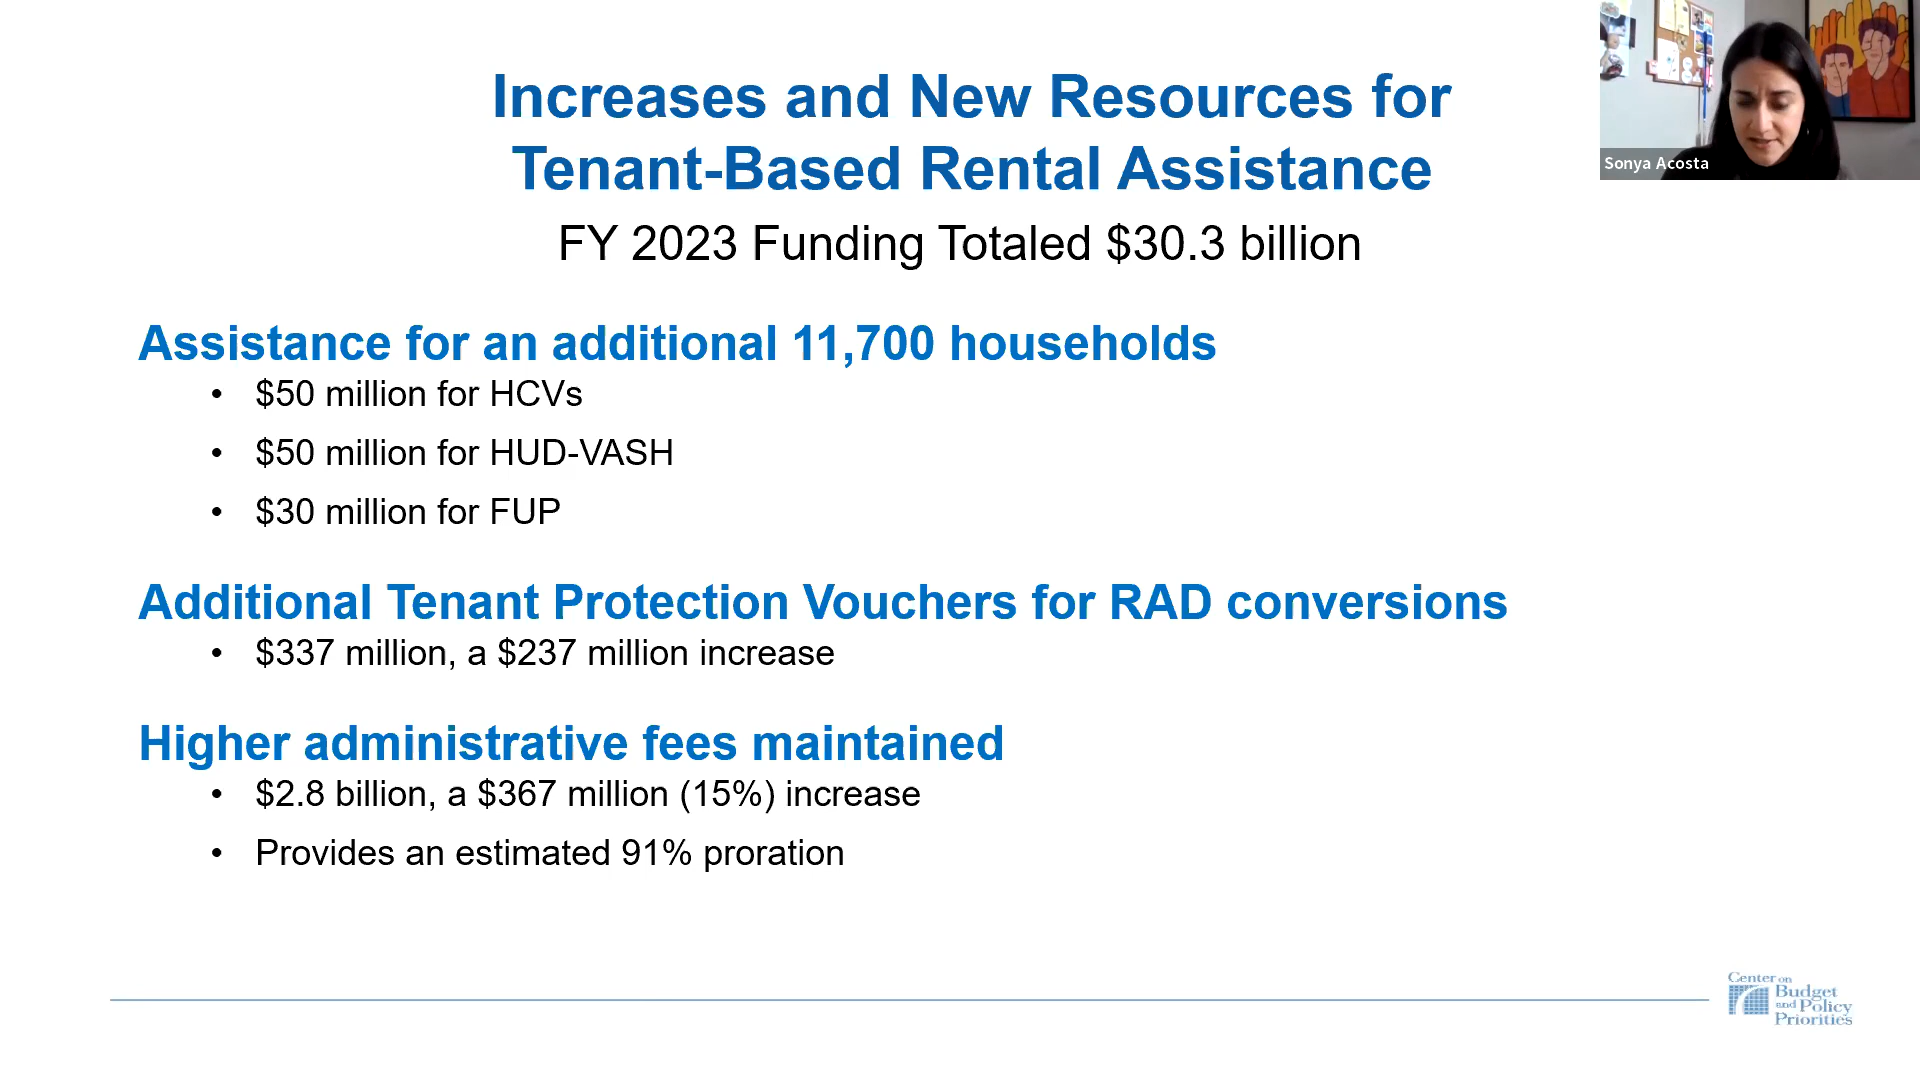 Increases and New Resources for
Tenant-Based Rental Assistance
FY 2023 Funding Totaled $30.3 billion
Sonya Acosta
Assistance for an additional 11,700 households
• $50 million for HCVs
• $50 million for HUD-VASH
• $30 million for FUP
Additional Tenant Protection Vouchers for RAD conversions
• $337 million, a $237 million increase
Higher administrative fees maintained
• $2.8 billion, a $367 million (15%) increase
• Provides an estimated 91% proration
Center on
Budget
and Policy
Priorities